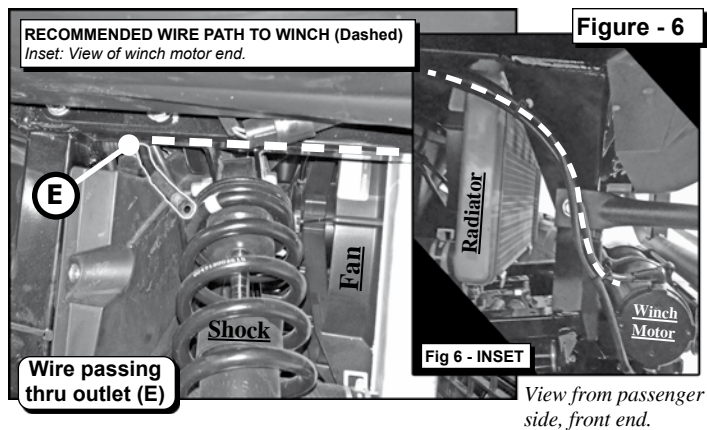 Figure - 6
RECOMMENDED WIRE PATH TO WINCH (Dashed)
Inset: View of winch motor end.
E
Radiator
Fan
Shock
Winch
Motor
Fig 6 - INSET
Wire passing
thru outlet (E)
View from passenger
side, front end.